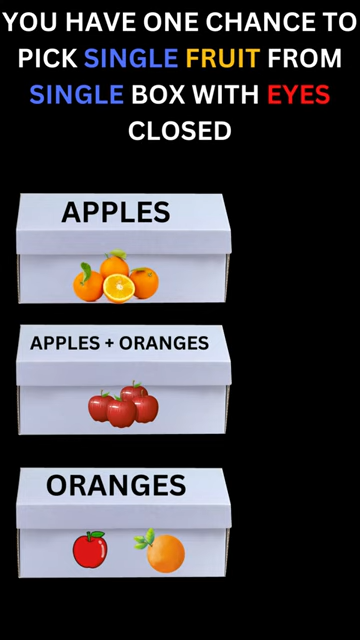 YOU HAVE ONE CHANCE TO
PICK SINGLE FRUIT FROM
SINGLE BOX WITH EYES
CLOSED
APPLES
APPLES + ORANGES
ORANGES